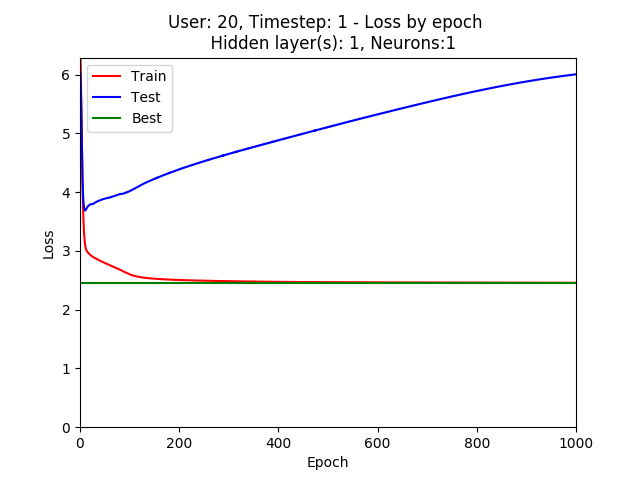 User: 20, Timestep: 1 - Loss by epoch
Hidden layer(s): 1, Neurons:1
Train
Test
Best
6
5
4
3
2
1
0
Loss
0 200 400 600 800 1000
Epoch